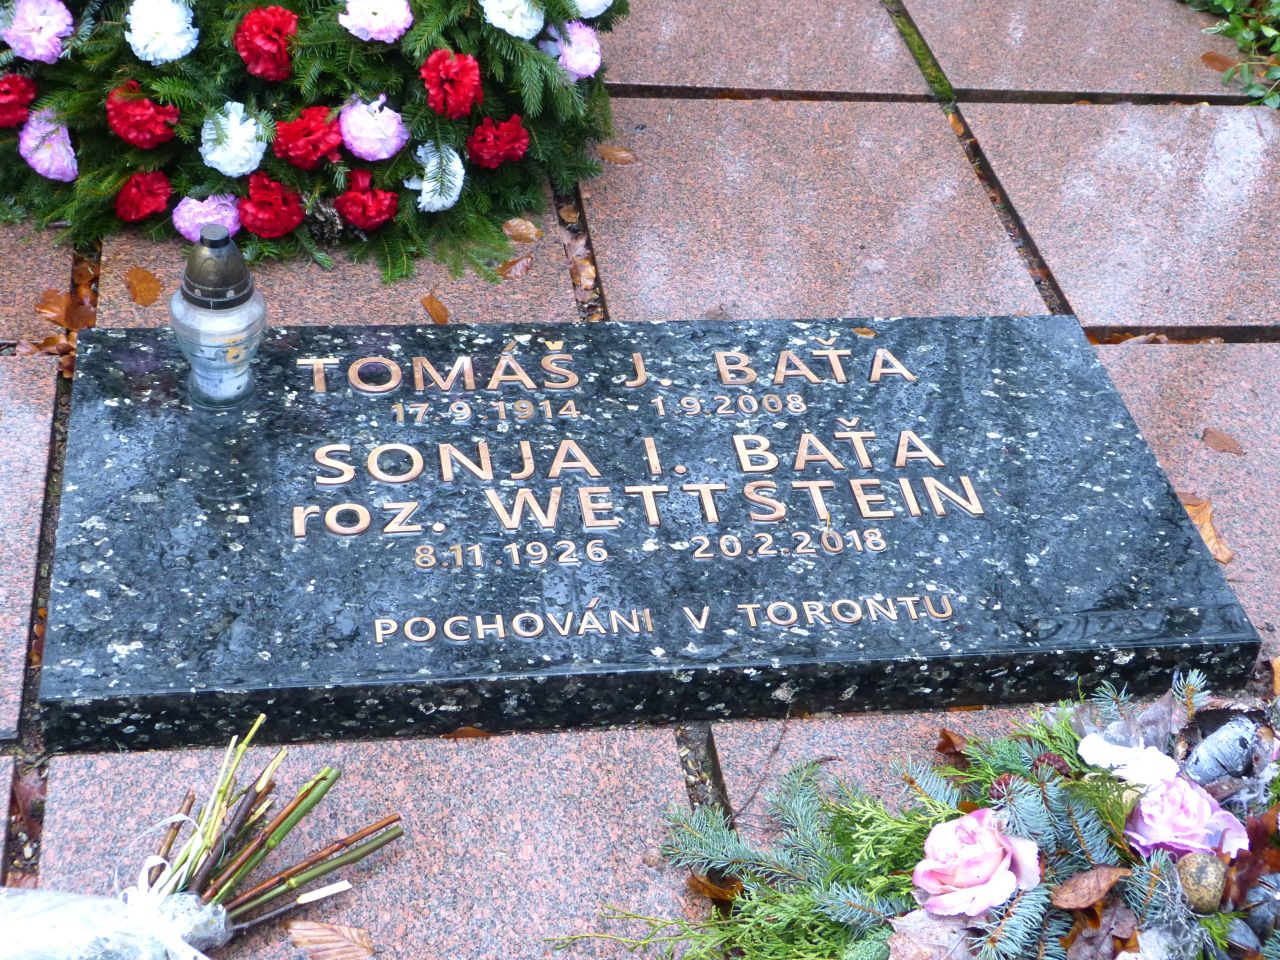 TOMÁŠ J. BAŤA
17.9.1914 1.9.2008
SONJA I. BAŤA
roz. WETTSTEIN
8.11.1926 20.2.2018
POCHOVÁNI V TORONTU